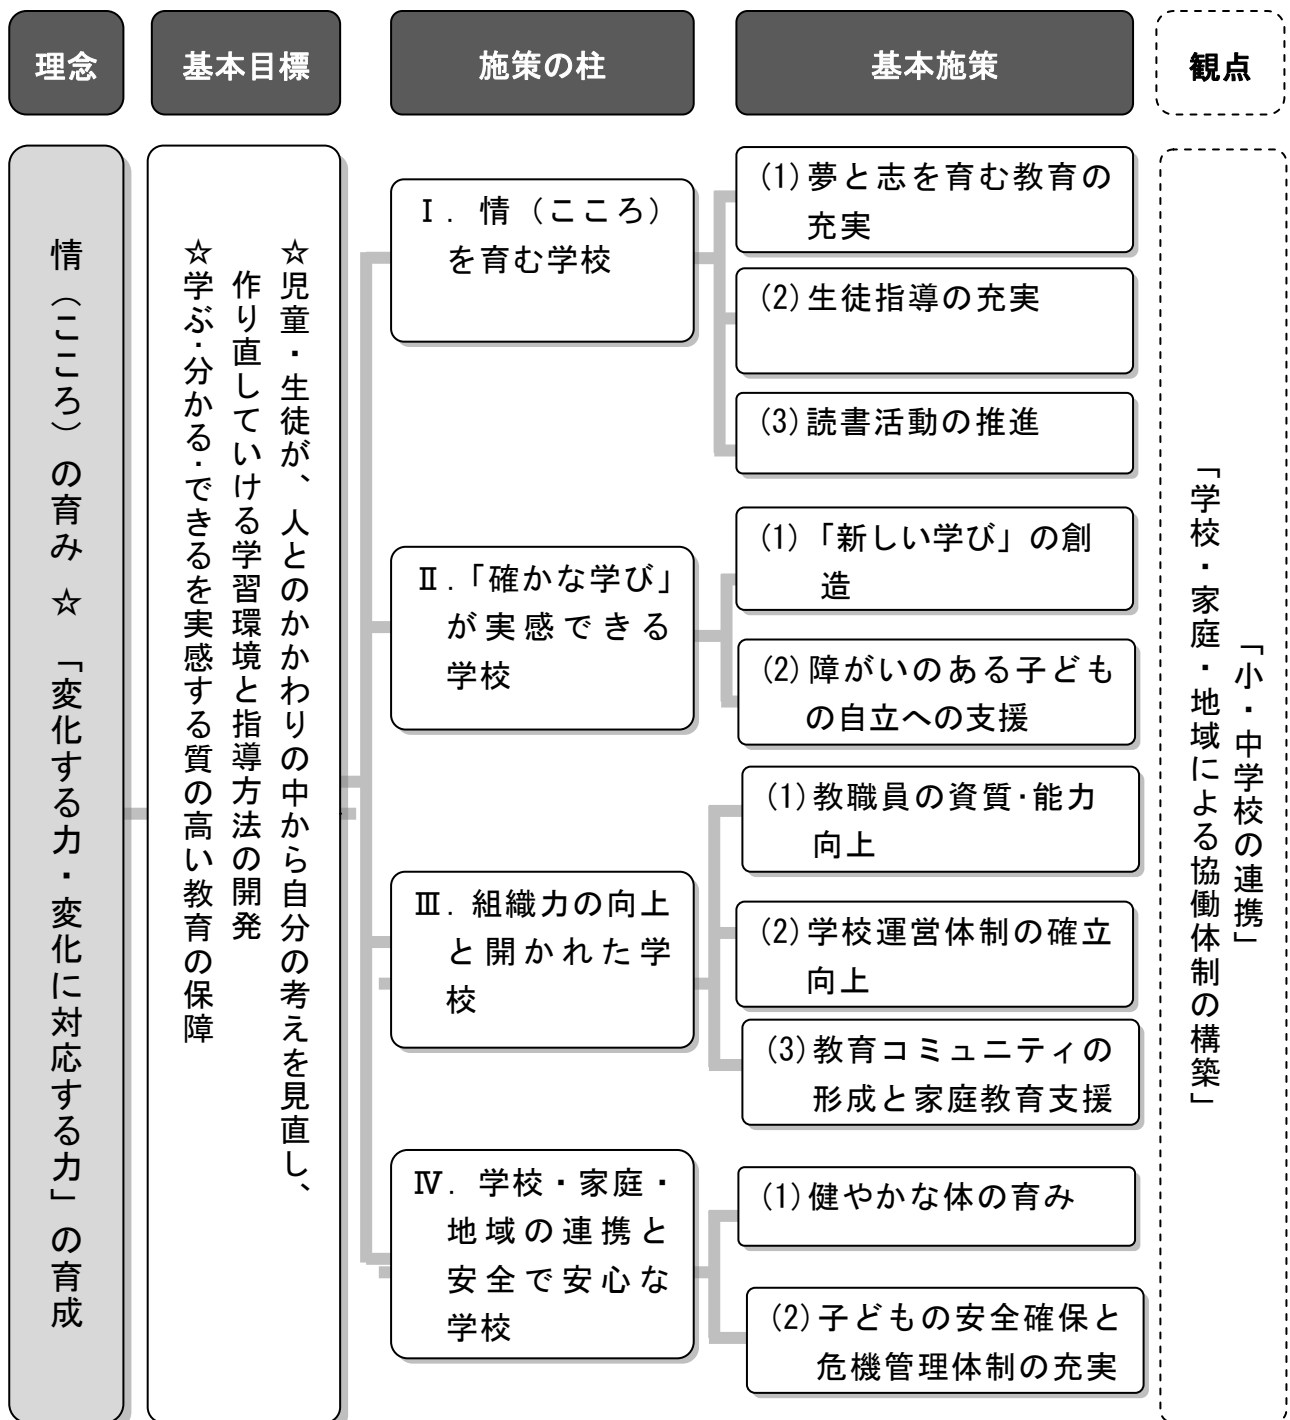 理念
基本目標
施策の柱
基本施策
観点
情（こころ）の育み ☆ 「変化する力・変化に対応する力」の育成
☆児童・生徒が、人とのかかわりの中から自分の考えを見直し、
作り直していける学習環境と指導方法の開発
☆学ぶ・分かる・できるを実感する質の高い教育の保障
Ⅰ．情（こころ）
を育む学校
(1)夢と志を育む教育の
充実
(2)生徒指導の充実
(3)読書活動の推進
Ⅱ.「確かな学び」
が実感できる
学校
(1)「新しい学び」の創
造
(2)障がいのある子ども
の自立への支援
Ⅲ．組織力の向上
と開かれた学
校
(1)教職員の資質・能力
向上
(2)学校運営体制の確立
向上
(3)教育コミュニティの
形成と家庭教育支援
Ⅳ．学校・家庭・
地域の連携と
安全で安心な
学校
(1)健やかな体の育み
(2)子どもの安全確保と
危機管理体制の充実
「小・中学校の連携」
「学校・家庭・地域による協働体制の構築」